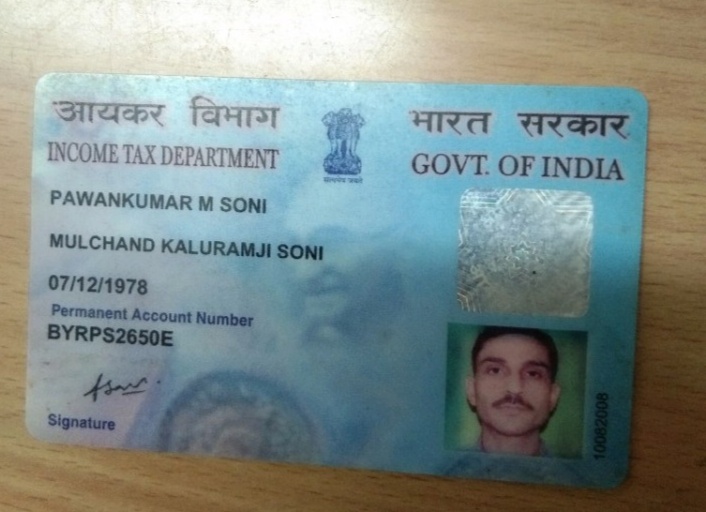 आयकर विभाग
भारत सरकार
INCOME TAX DEPARTMENT
GOVT. OF INDIA
सत्यमेव जयते
PAWANKUMAR M SONI
MULCHAND KALURAMJI SONI
07/12/1978
Permanent Account Number
BYRPS2650E
Signature
10082008